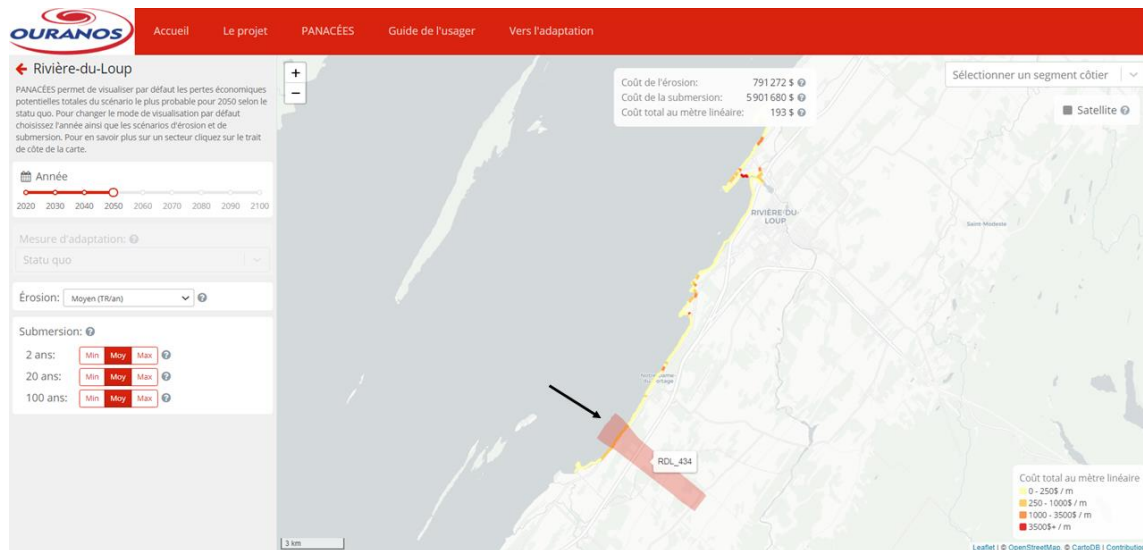 OURANOS
Accueil
Le projet
PANACÉES
Guide de l'usager
Vers l'adaptation
Rivière-du-Loup
PANACÉES permet de visualiser par défaut les pertes économiques
potentielles totales du scénario le plus probable pour 2050 selon le
statu quo. Pour changer le mode de visualisation par défaut
choisissez l'année ainsi que les scénarios d'érosion et de
submersion. Pour en savoir plus sur un secteur cliquez sur le trait
de côte de la carte.
Année
2020 2030 2040 2050 2060 2070 2080 2090 2100
Mesure d'adaptation:
Statu quo
Érosion: Moyen (TR/an)
Submersion:
2 ans: Min Moy Max
20 ans: Min Moy Max
100 ans: Min Moy Max
+
−
Coût de l'érosion: 791 272 $
Coût de la submersion: 5 901 680 $
Coût total au mètre linéaire: 193 $
Sélectionner un segment côtier
Satellite
RIVIÈRE-DU-
LOUP
Saint-Modeste
RDL_434
Coût total au mètre linéaire
0 - 250$ / m
250 - 1000$ / m
1000 - 3500$ / m
3500$+ / m
3 km
Leaflet | © OpenStreetMap, © CartoDB | Contribution